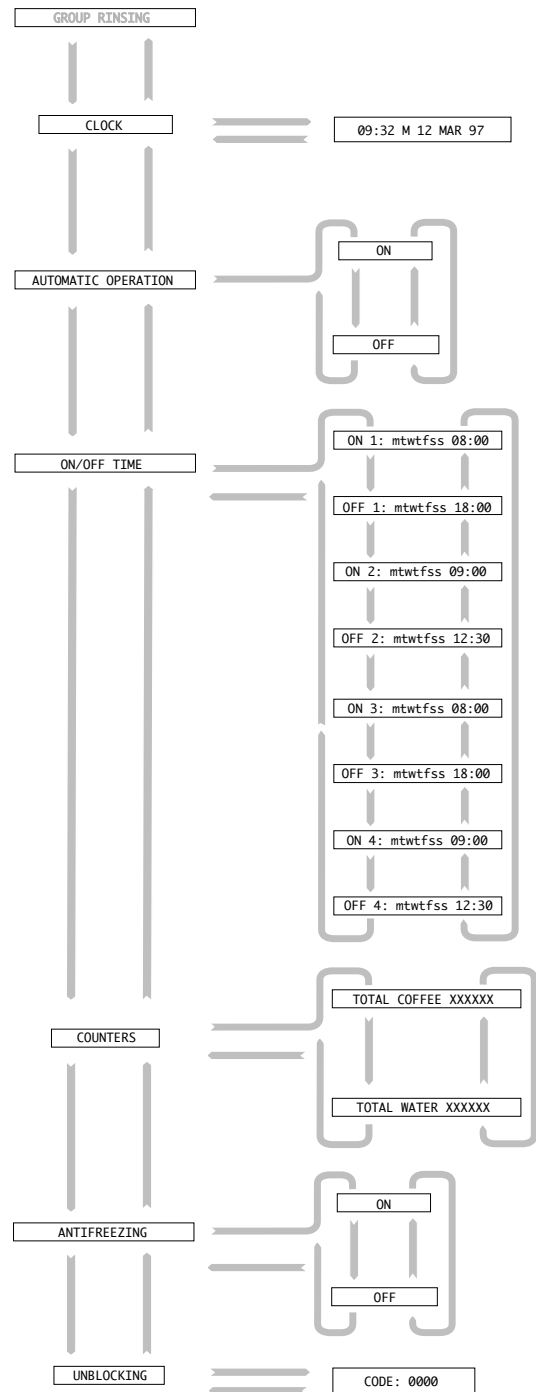 GROUP RINSING
CLOCK
09:32 M 12 MAR 97
AUTOMATIC OPERATION
ON
OFF
ON/OFF TIME
ON 1: mtwtfss 08:00
OFF 1: mtwtfss 18:00
ON 2: mtwtfss 09:00
OFF 2: mtwtfss 12:30
ON 3: mtwtfss 08:00
OFF 3: mtwtfss 18:00
ON 4: mtwtfss 09:00
OFF 4: mtwtfss 12:30
COUNTERS
TOTAL COFFEE XXXXXX
TOTAL WATER XXXXXX
ANTIFREEZING
ON
OFF
UNBLOCKING
CODE: 0000